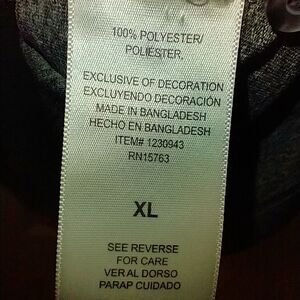 100% POLYESTER/
POLIESTER,
EXCLUSIVE OF DECORATION
EXCLUYENDO DECORACIÓN
MADE IN BANGLADESH
HECHO EN BANGLADESH
ITEM# 1230943
RN15763
XL
SEE REVERSE
FOR CARE
VER AL DORSO
PARAP CUIDADO